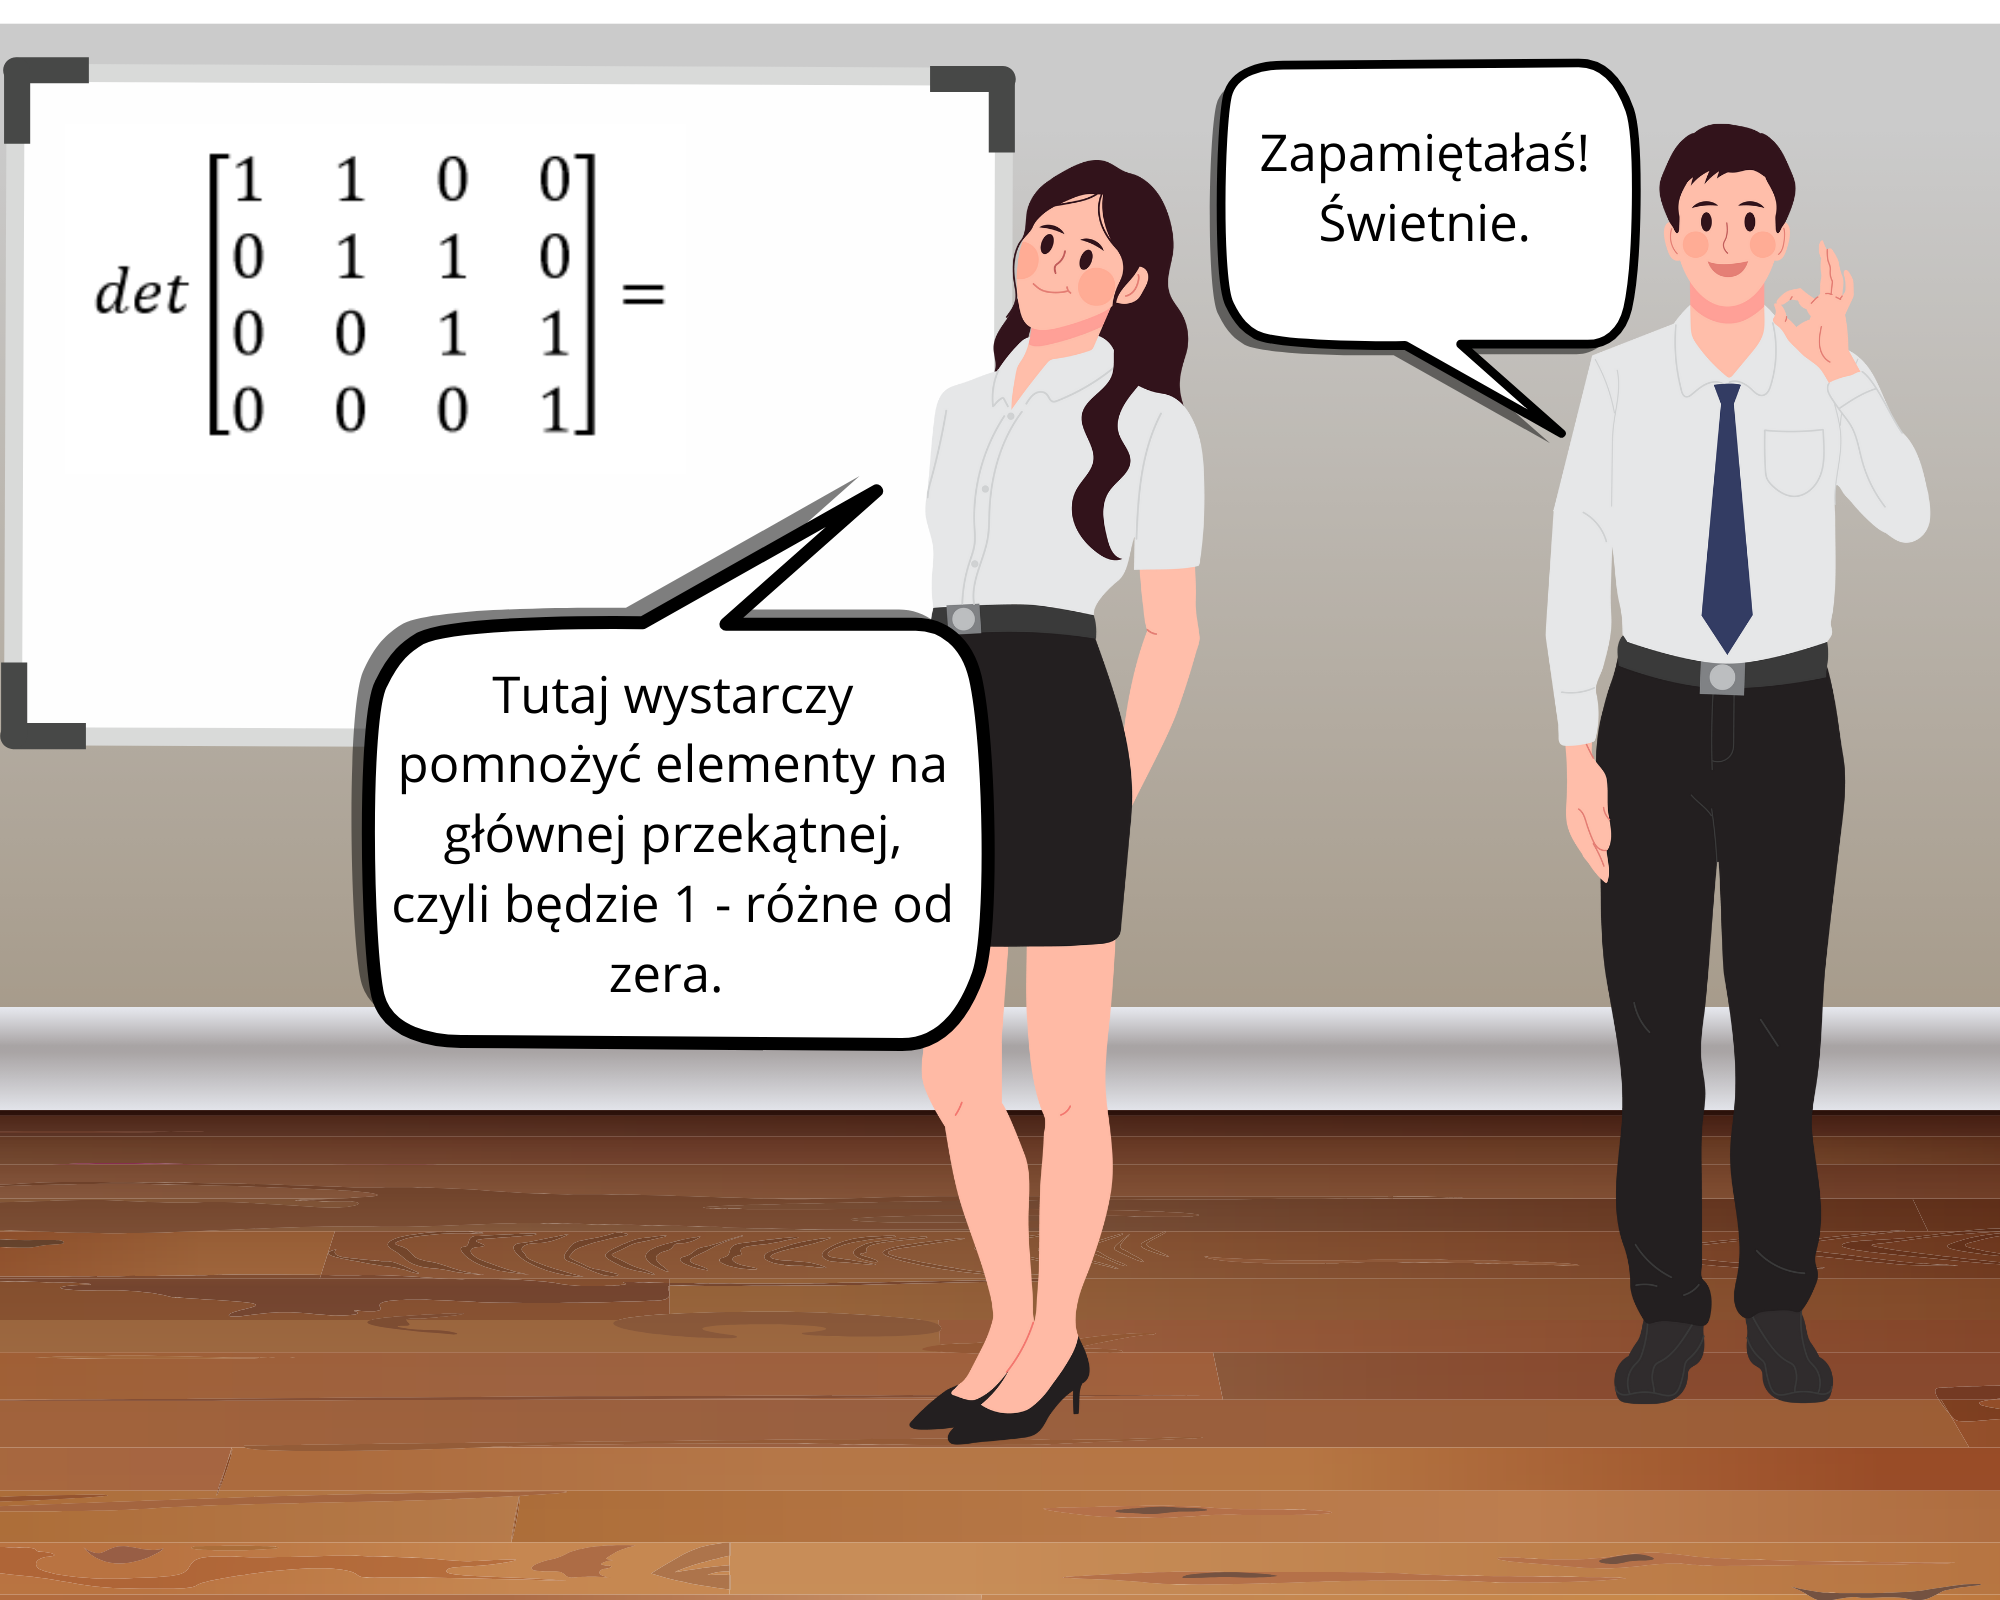 det [1 1 0 0
0 1 1 0
0 0 1 1
0 0 0 1] =
Zapamiętałaś!
Świetnie.
Tutaj wystarczy
pomnożyć elementy na
głównej przekątnej,
czyli będzie 1 - różne od
zera.